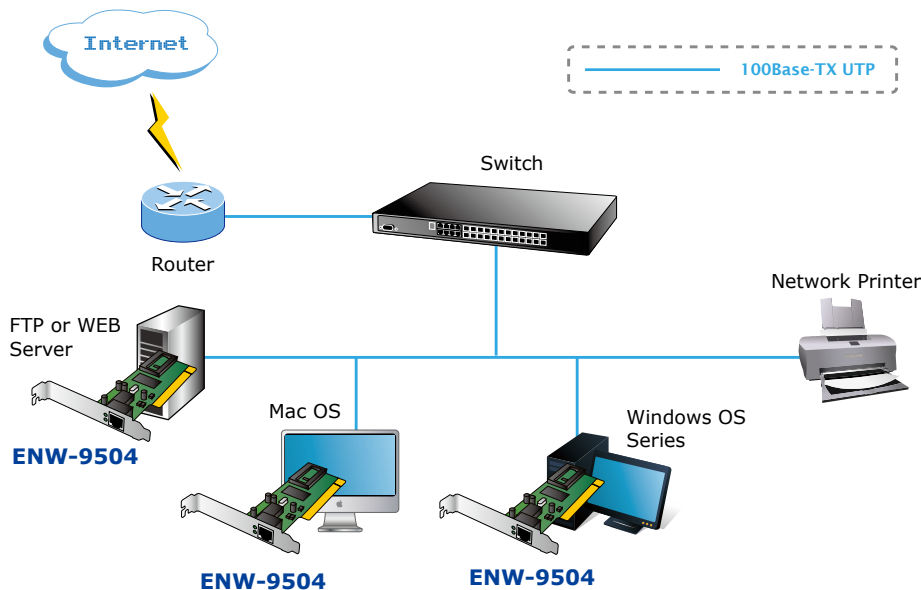 Internet
100Base-TX UTP
Switch
Router
Network Printer
FTP or WEB
Server
ENW-9504
Mac OS
ENW-9504
Windows OS
Series
ENW-9504